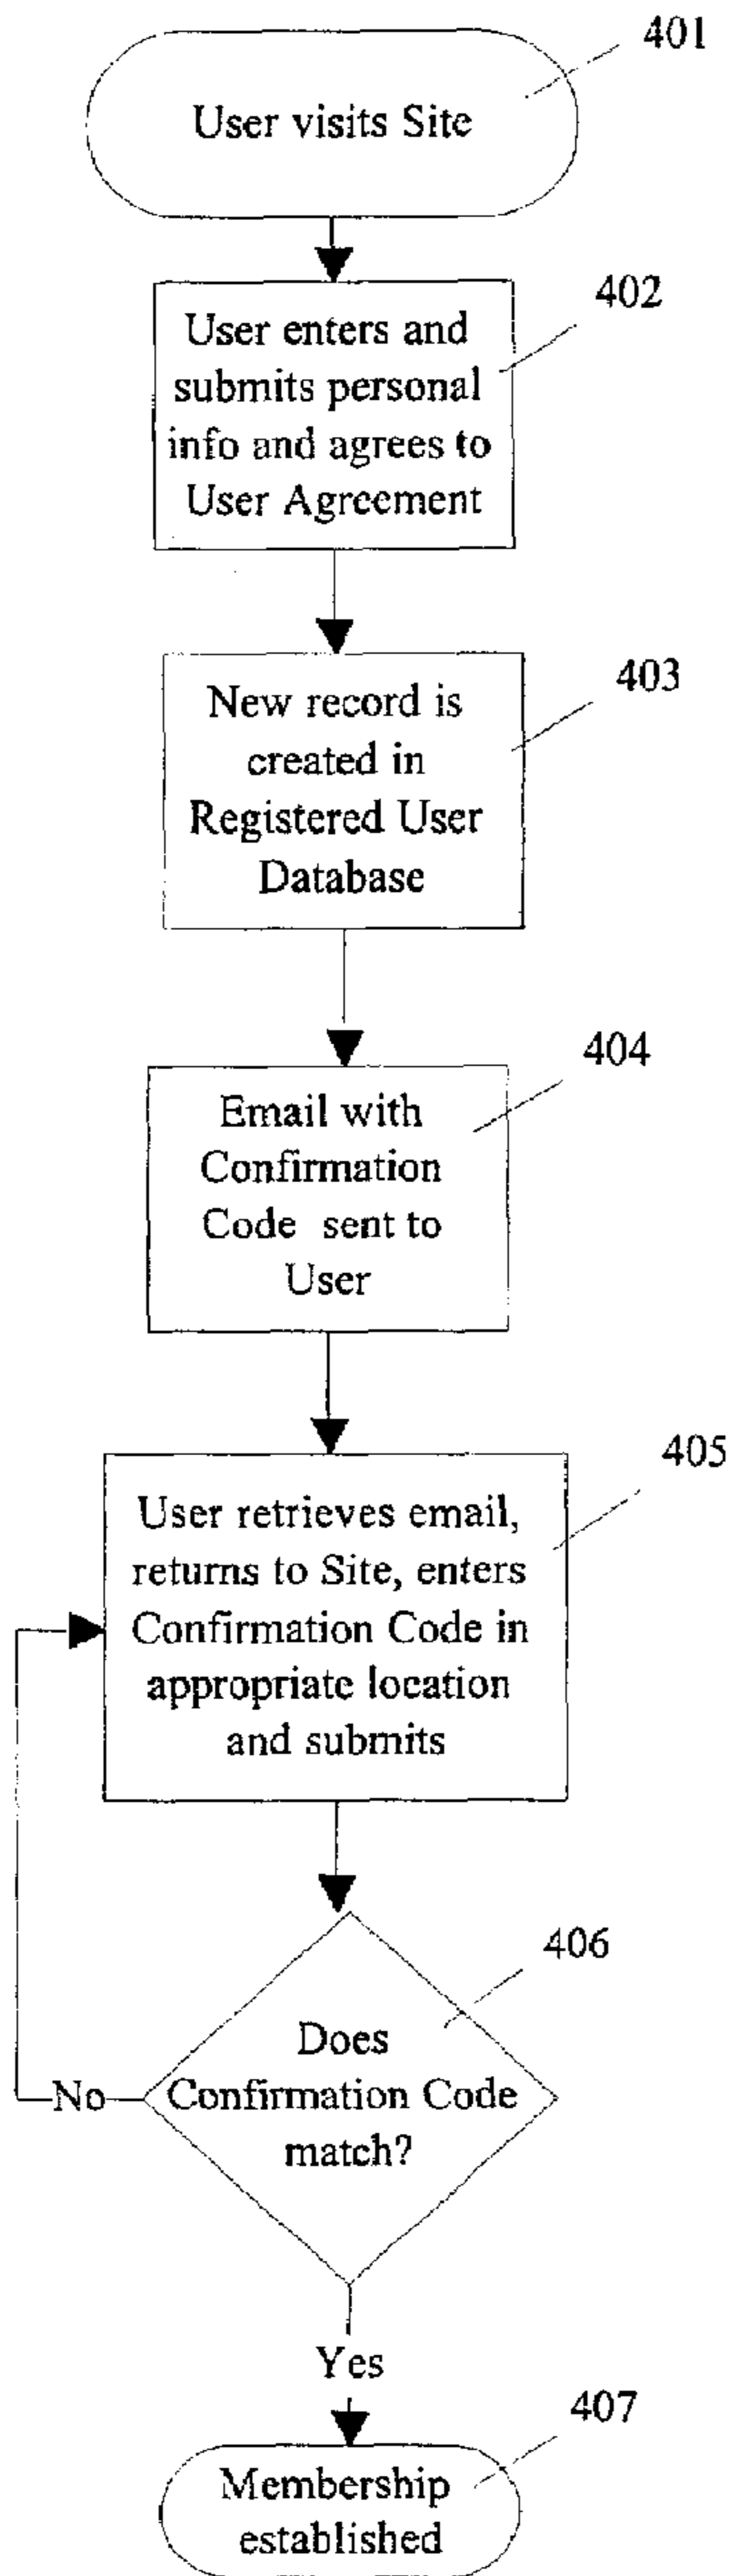 401
User visits Site
402
User enters and
submits personal
info and agrees to
User Agreement
403
New record is
created in
Registered User
Database
404
Email with
Confirmation
Code sent to
User
405
User retrieves email,
returns to Site, enters
Confirmation Code in
appropriate location
and submits
406
Does
Confirmation Code
match?
No
Yes
407
Membership
established